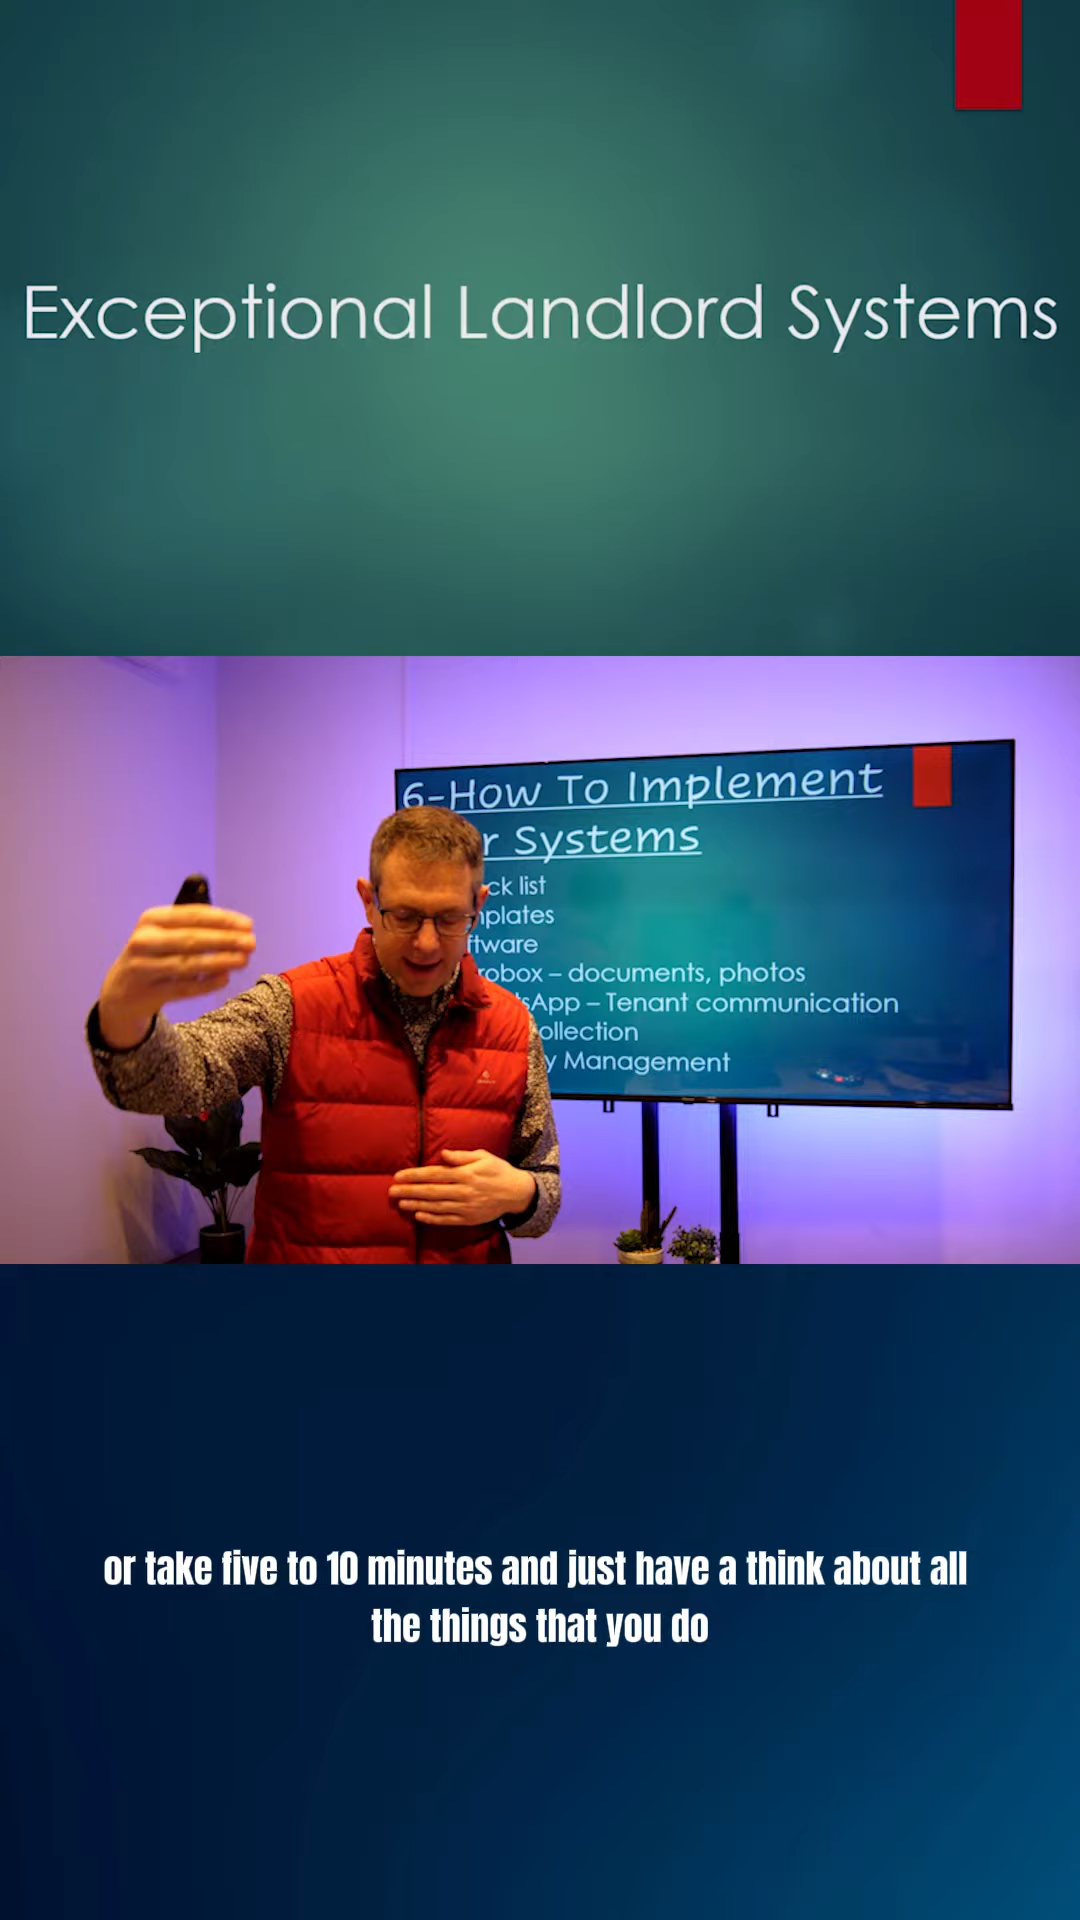 Exceptional Landlord Systems
6-How To Implement
r Systems
ck list
nplates
ftware
robox – documents, photos
tsApp – Tenant communication
ollection
y Management
or take five to 10 minutes and just have a think about all
the things that you do